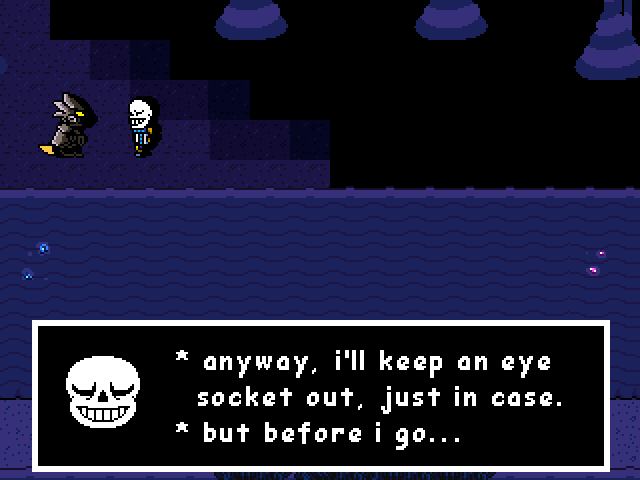 * anyway, i'll keep an eye
socket out, just in case.
* but before i go...